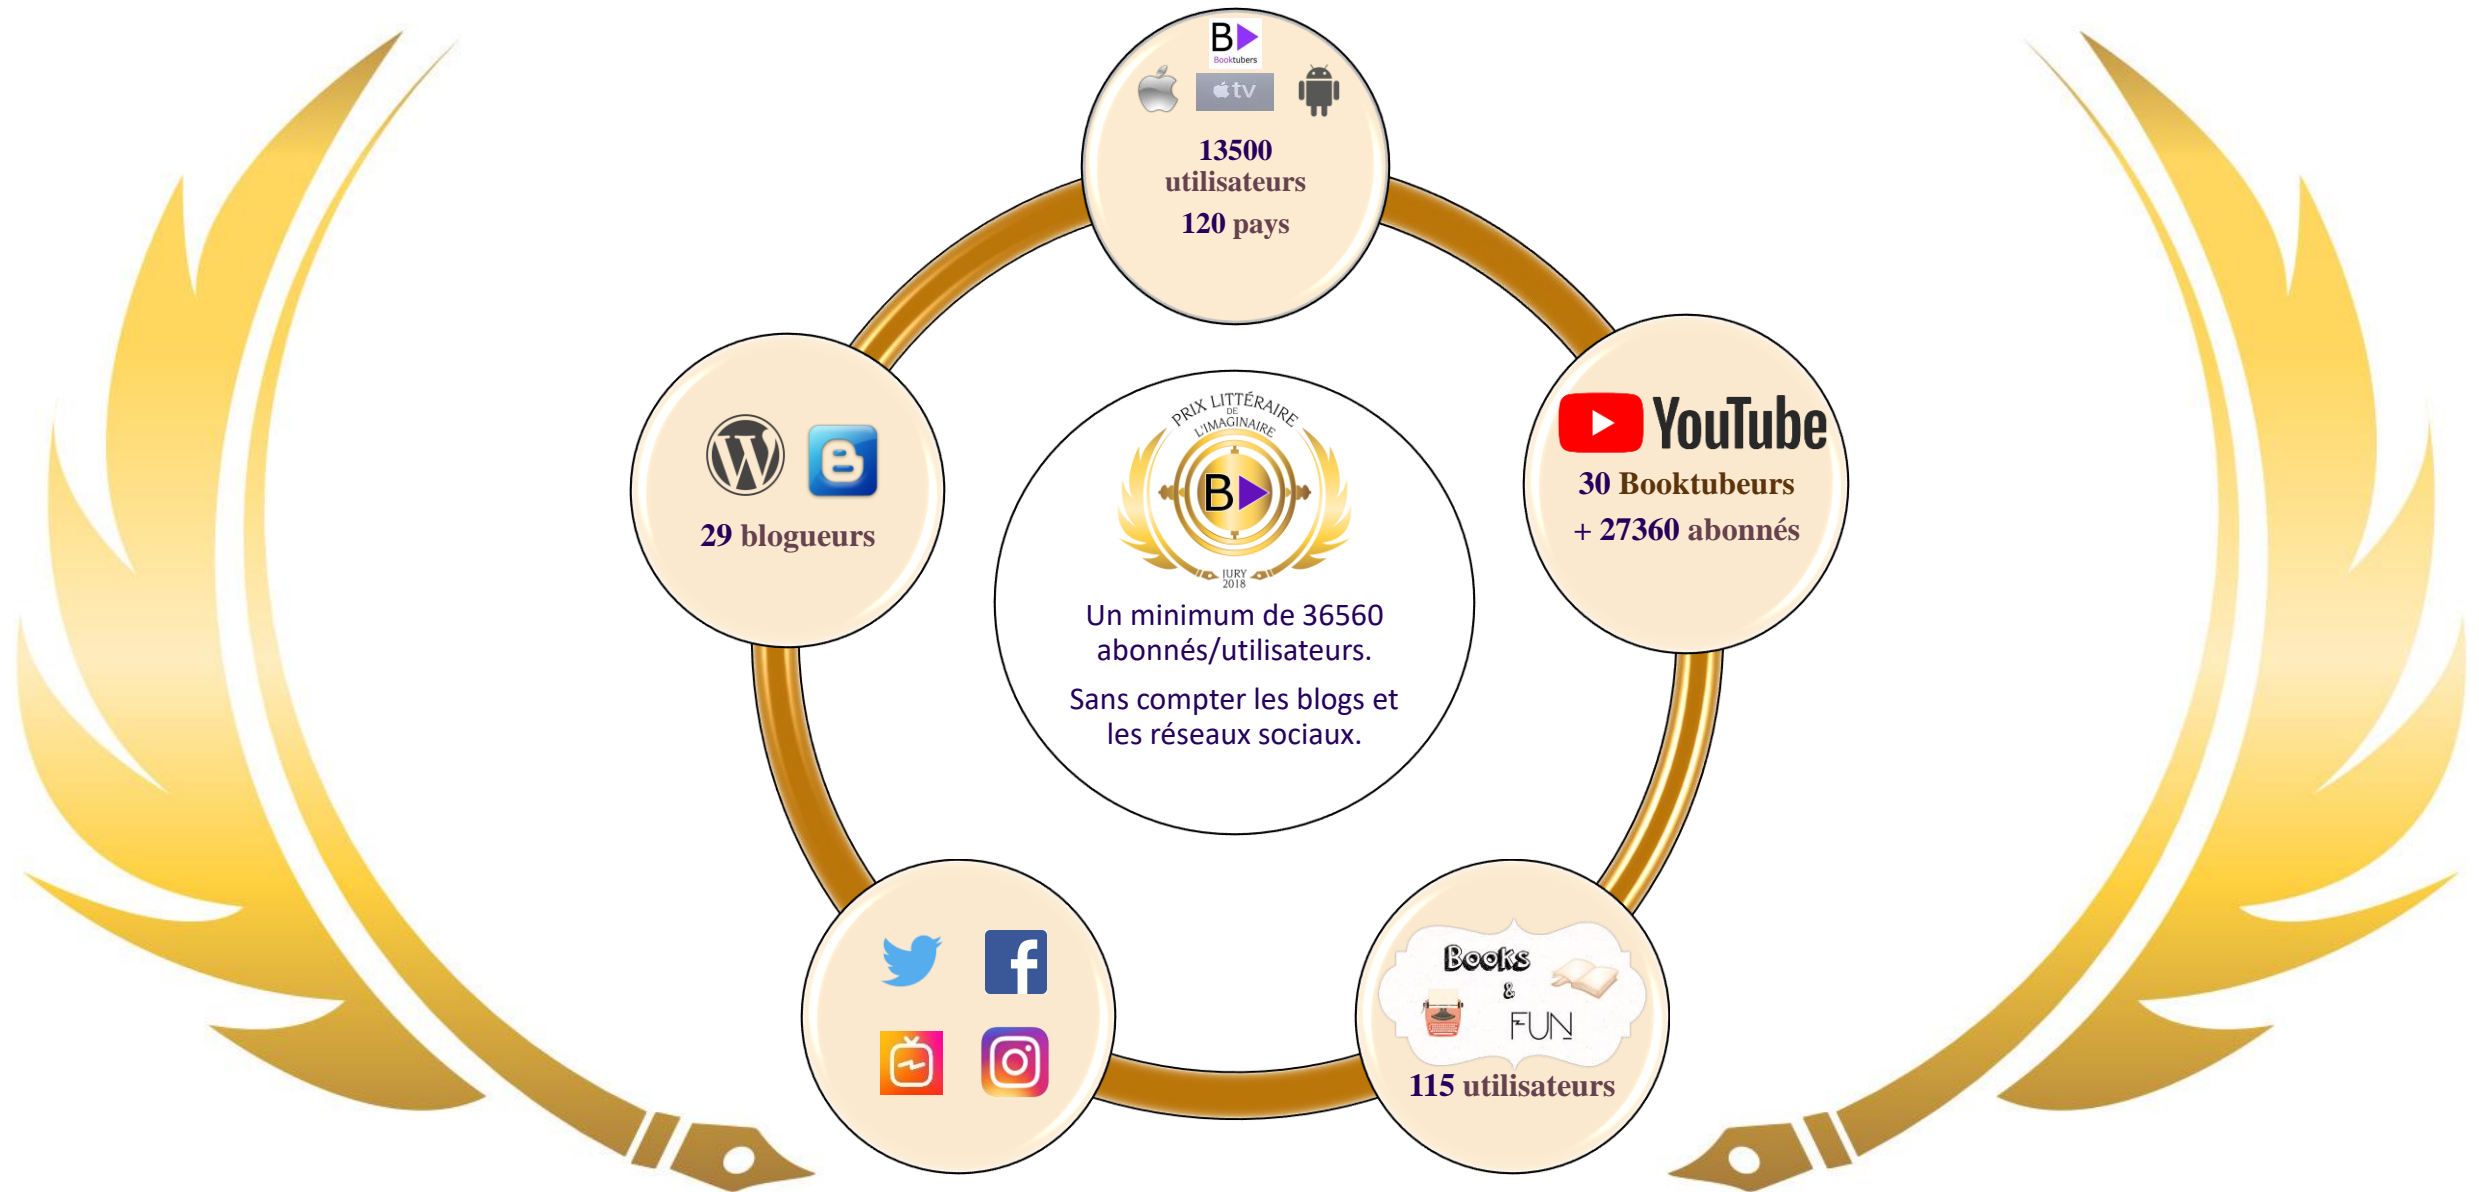 B
Booktubers
tv
13500
utilisateurs
120 pays
YouTube
30 Booktubeurs
+ 27360 abonnés
29 blogueurs
PRIX LITTÉRAIRE
DE
L'IMAGINAIRE
B
JURY
2018
Un minimum de 36560
abonnés/utilisateurs.
Sans compter les blogs et
les réseaux sociaux.
Books
&
FUN
115 utilisateurs